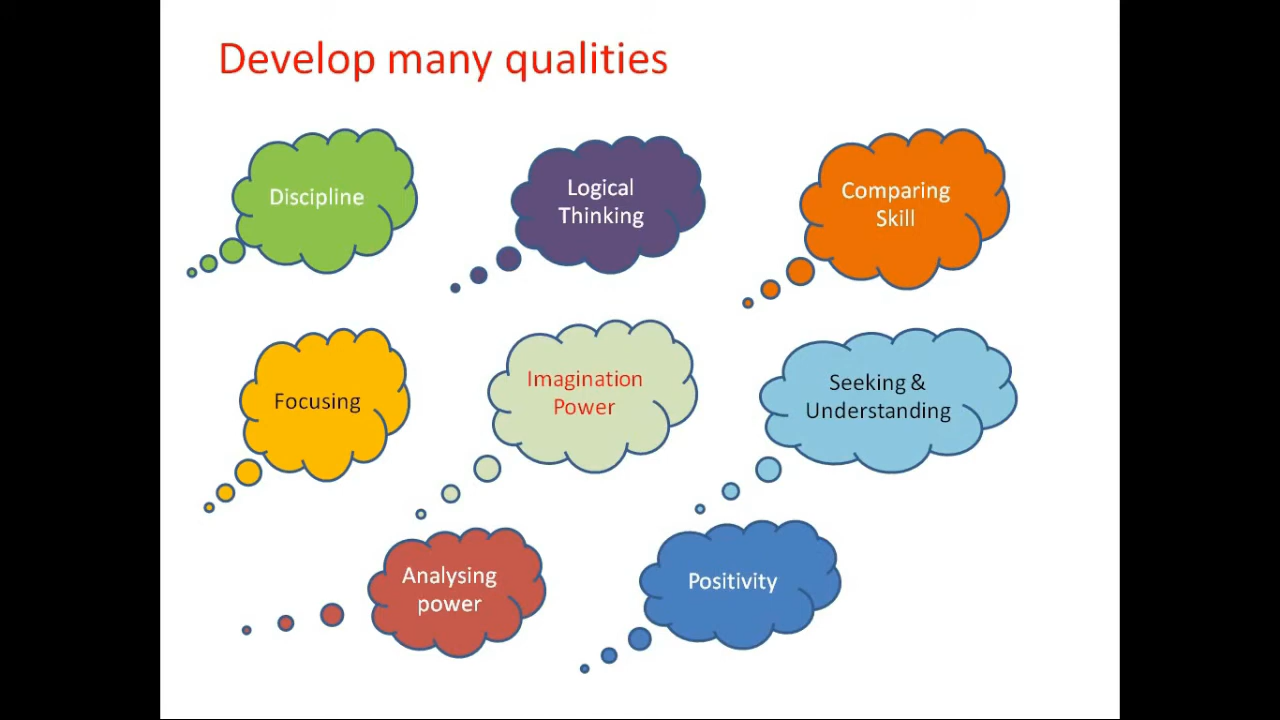 Develop many qualities
Discipline
Logical
Thinking
Comparing
Skill
Focusing
Imagination
Power
Seeking &
Understanding
Analysing
power
Positivity